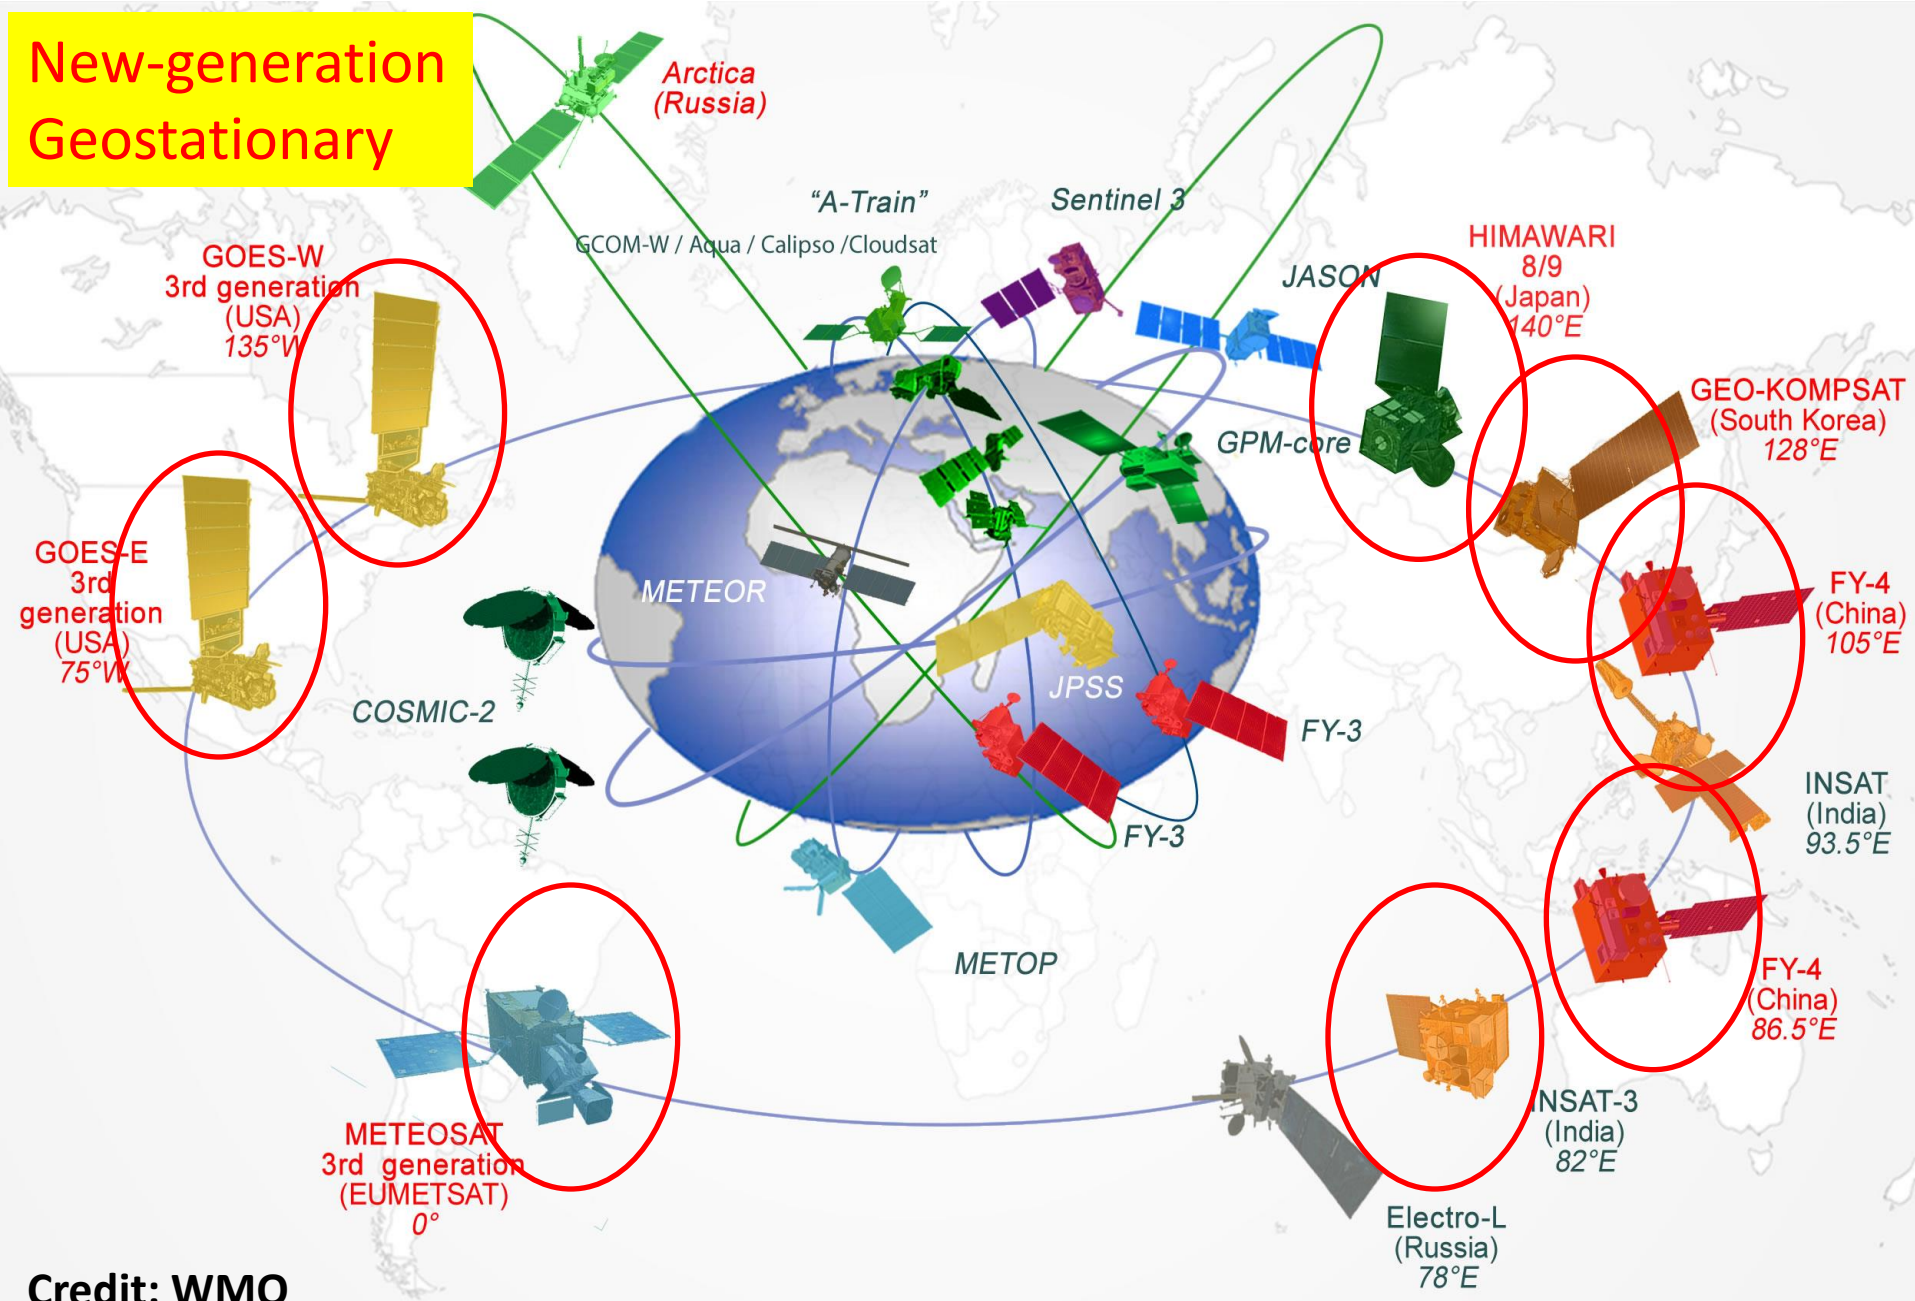 New-generation
Geostationary
Arctica
(Russia)
“A-Train”
GCOM-W / Aqua / Calipso /Cloudsat
Sentinel 3
JASON
HIMAWARI
8/9
(Japan)
140°E
GOES-W
3rd generation
(USA)
135°W
GEO-KOMPSAT
(South Korea)
128°E
GPM-core
GOES-E
3rd
generation
(USA)
75°W
METEOR
FY-4
(China)
105°E
COSMIC-2
JPSS
FY-3
FY-3
INSAT
(India)
93.5°E
METOP
FY-4
(China)
86.5°E
INSAT-3
(India)
82°E
METEOSAT
3rd generation
(EUMETSAT)
0°
Electro-L
(Russia)
78°E
Credit: WMO